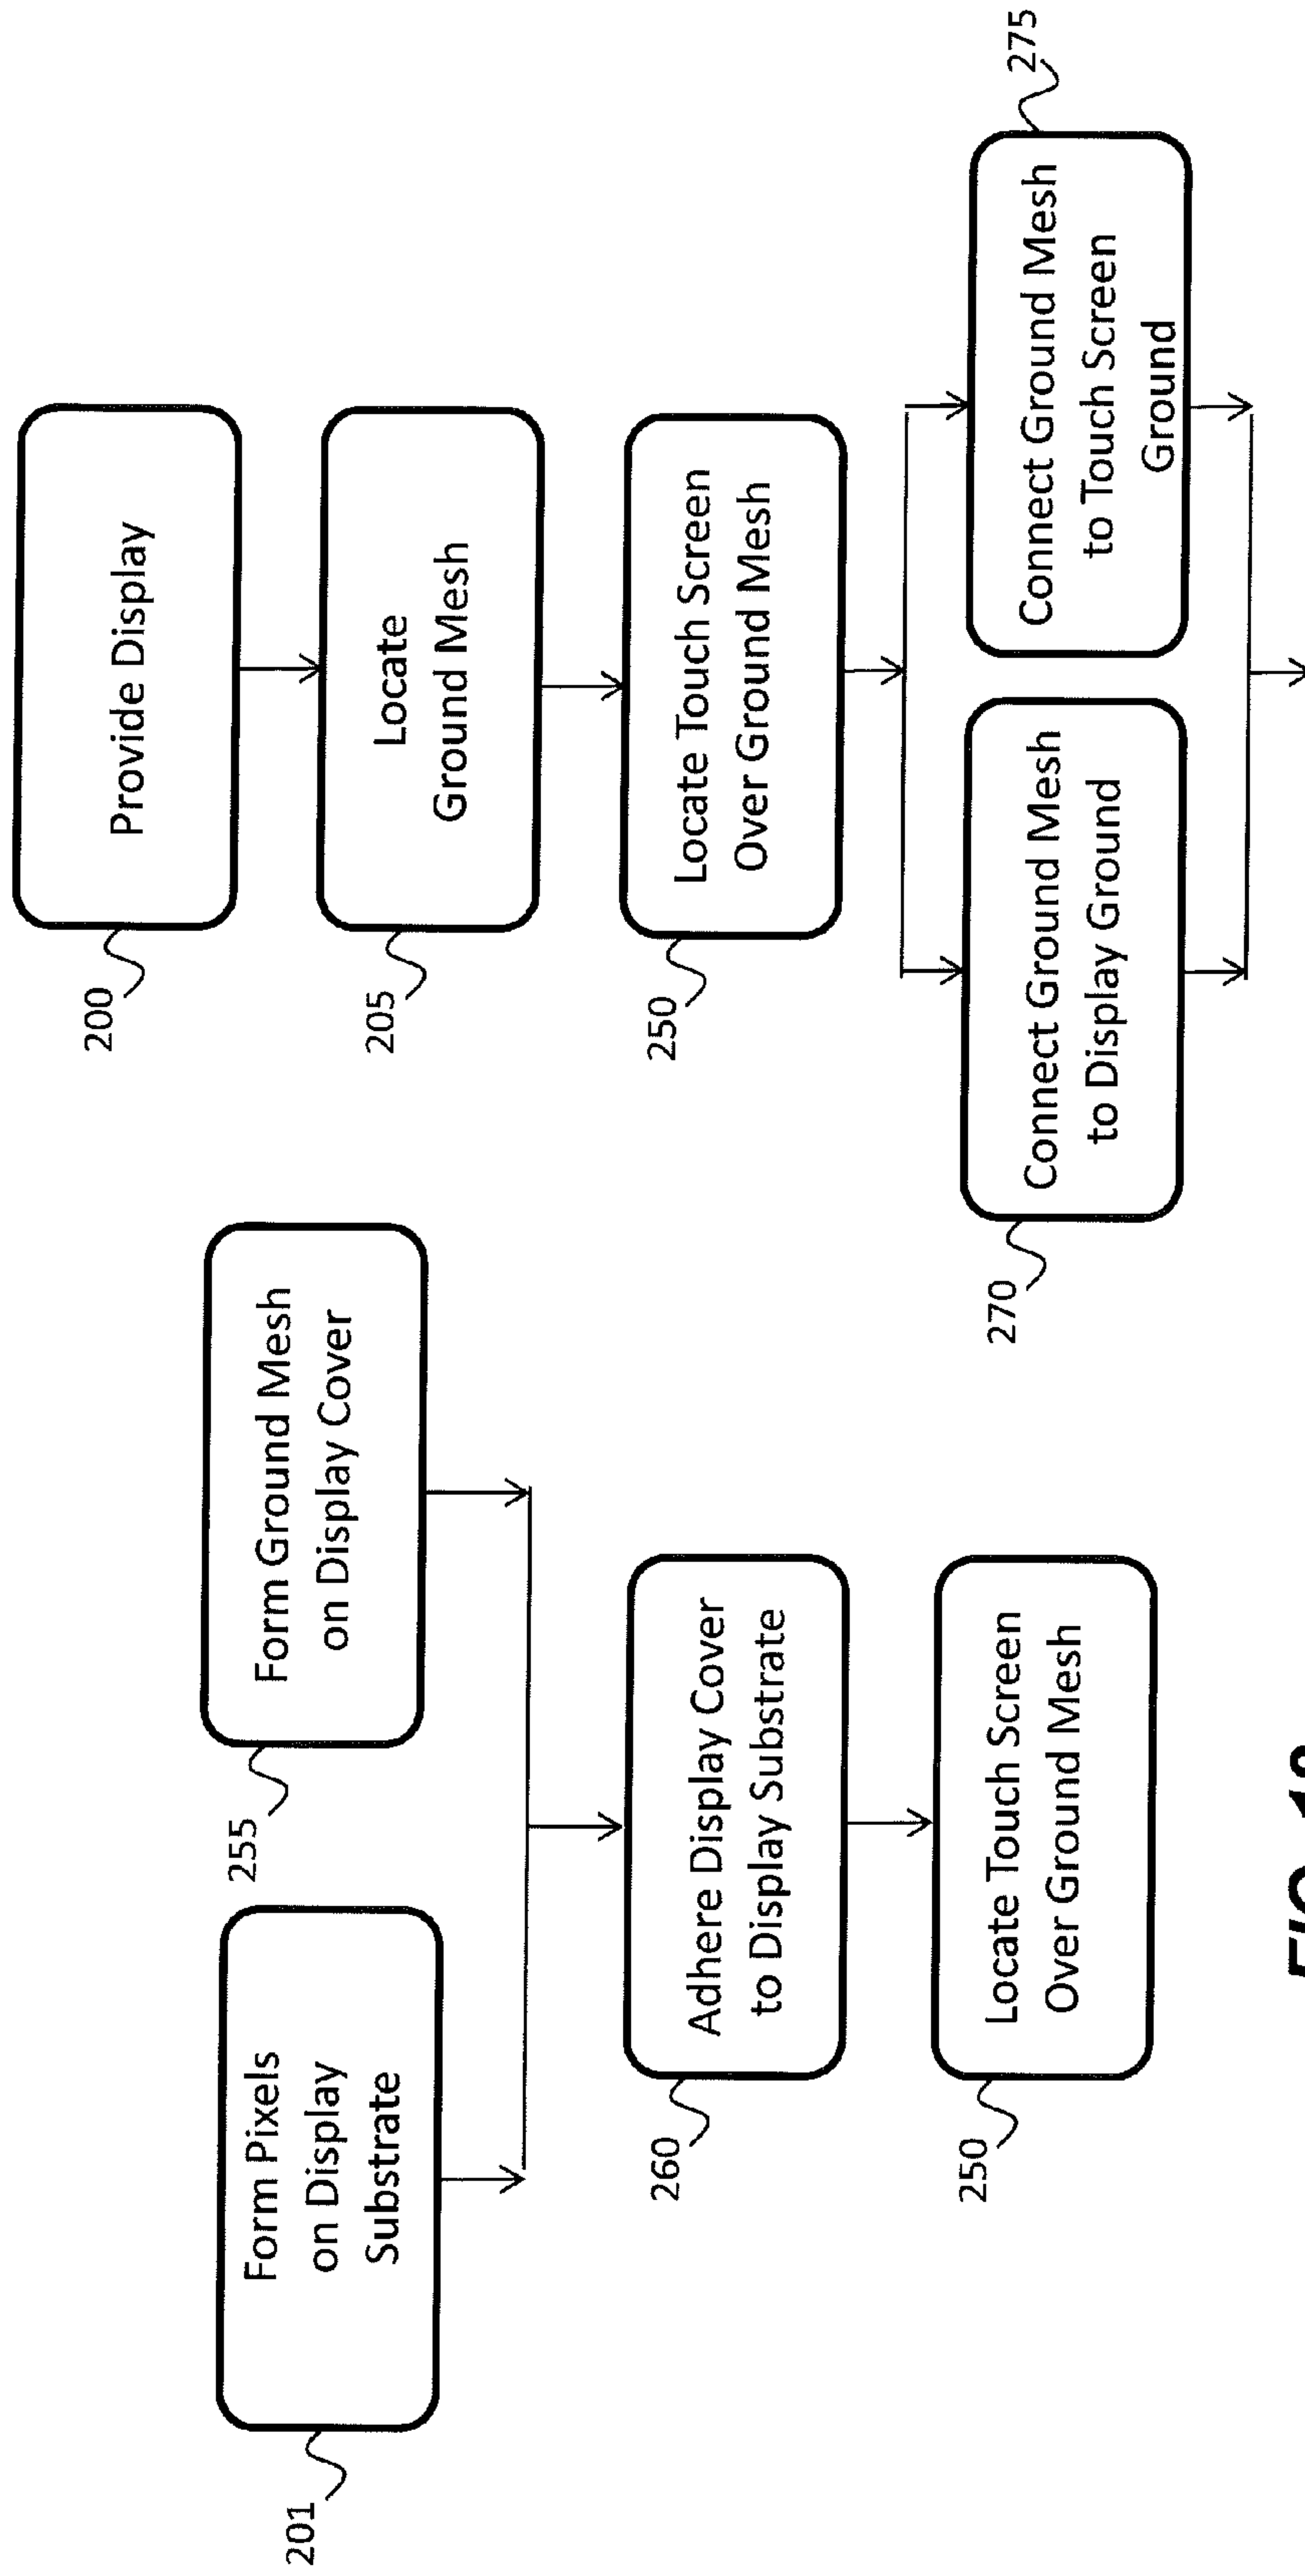 201
Form Pixels
on Display
Substrate
255
Form Ground Mesh
on Display Cover
260
Adhere Display Cover
to Display Substrate
250
Locate Touch Screen
Over Ground Mesh
FIG.
200
Provide Display
205
Locate
Ground Mesh
250
Locate Touch Screen
Over Ground Mesh
270
Connect Ground Mesh
to Display Ground
275
Connect Ground Mesh
to Touch Screen
Ground